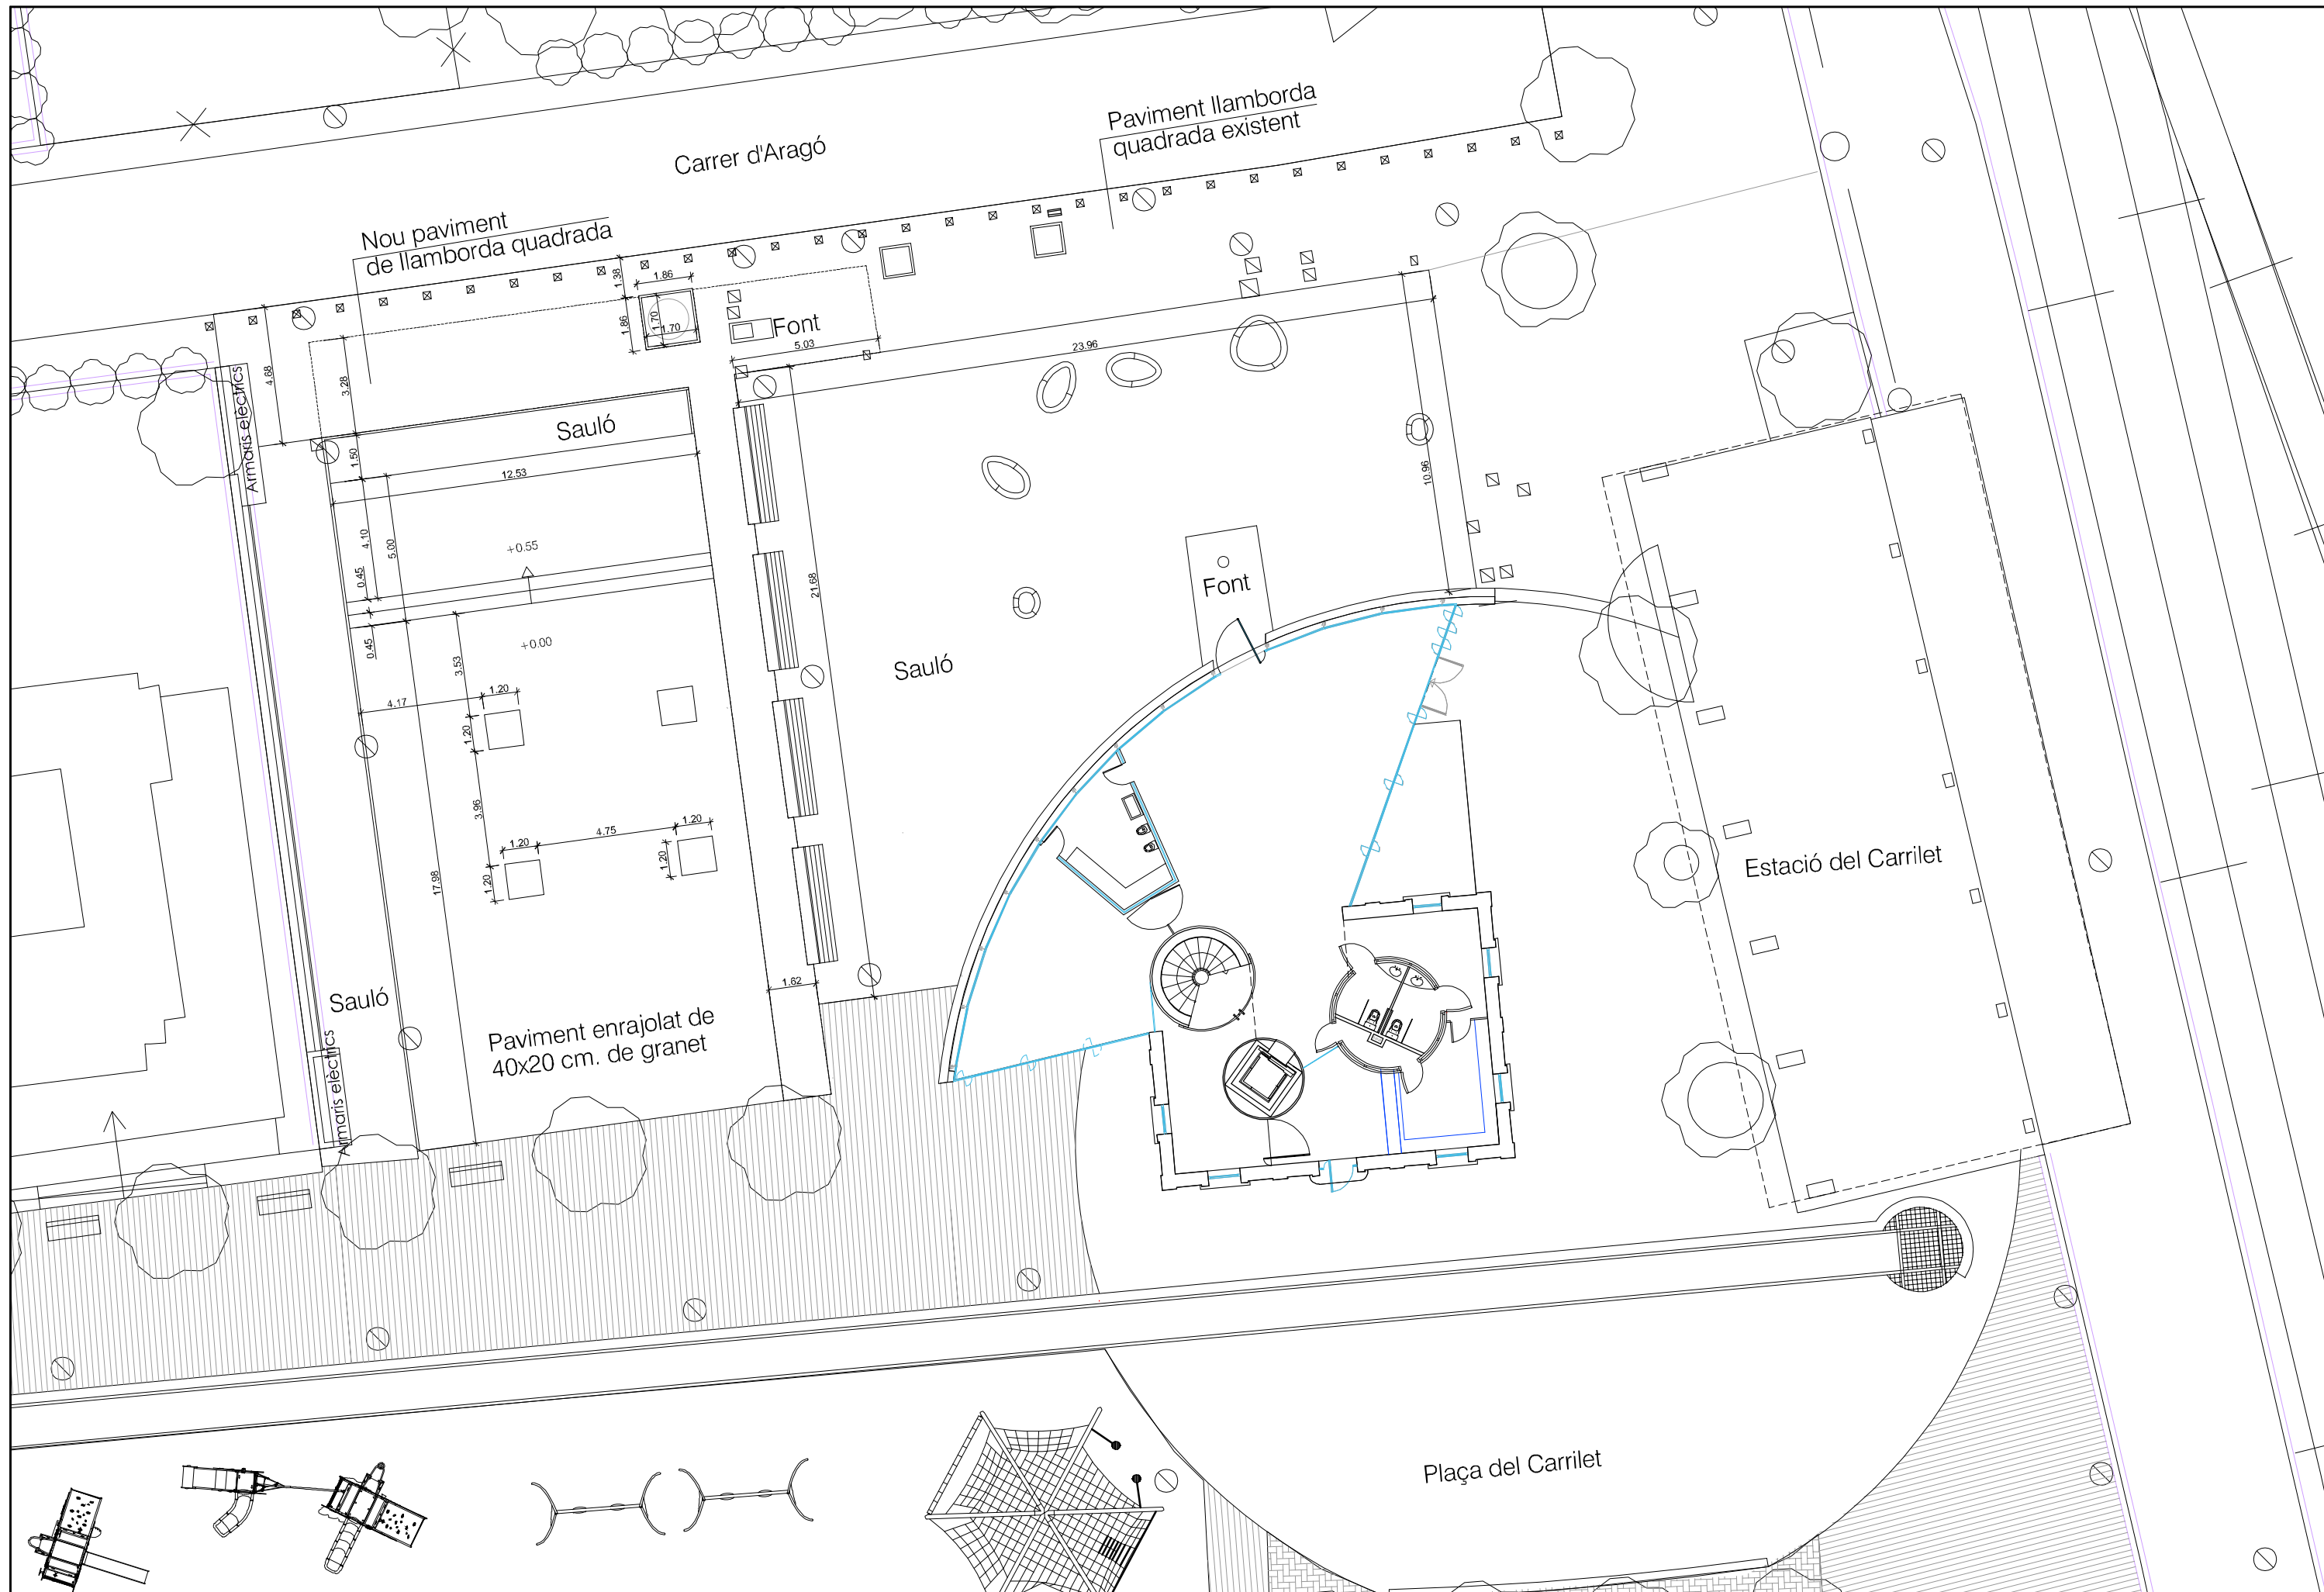 Carrer d'Aragó
Paviment llamborda
quadrada existent
Nou paviment
de llamborda quadrada
1.38
1.86
1.86
1.70
1.70
Font
5.03
23.96
4.68
3.28
Armaris elèctrics
Sauló
1.50
12.53
10.96
4.10
5.00
+0.55
0.45
21.68
Font
0.45
+0.00
3.53
Sauló
4.17
1.20
1.20
3.96
4.75
1.20
1.20
1.20
1.20
17.98
Estació del Carrilet
1.62
Sauló
Paviment enrajolat de
40x20 cm. de granet
Armaris elèctrics
Plaça del Carrilet